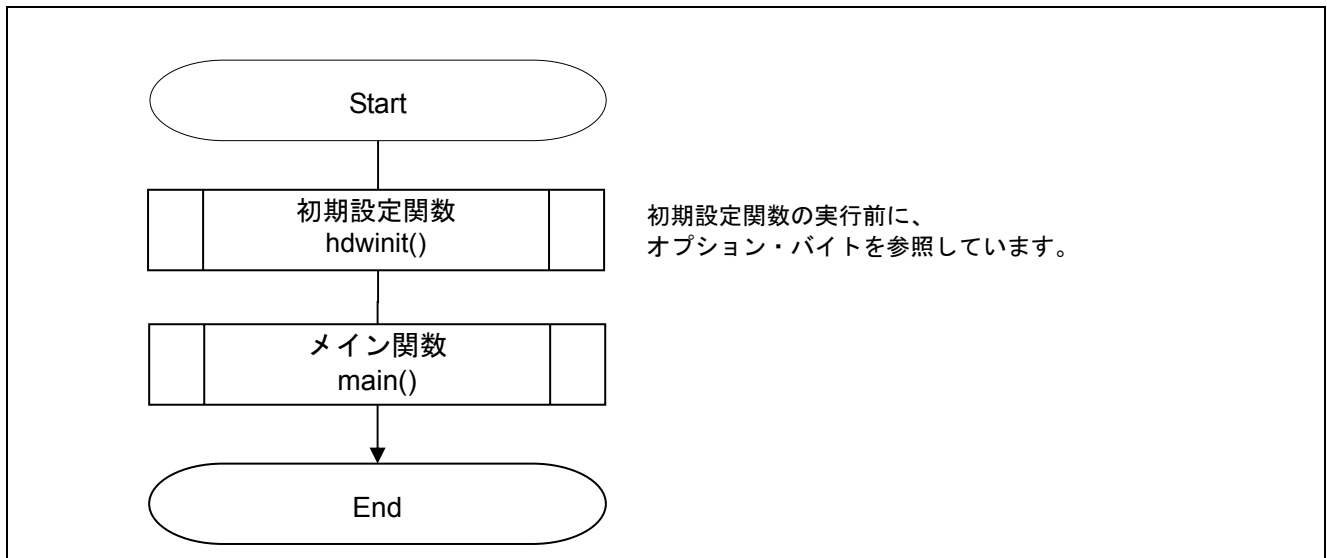 Start
初期設定関数
hdwinit()
初期設定関数の実行前に、
オプション・バイトを参照しています。
メイン関数
main()
End